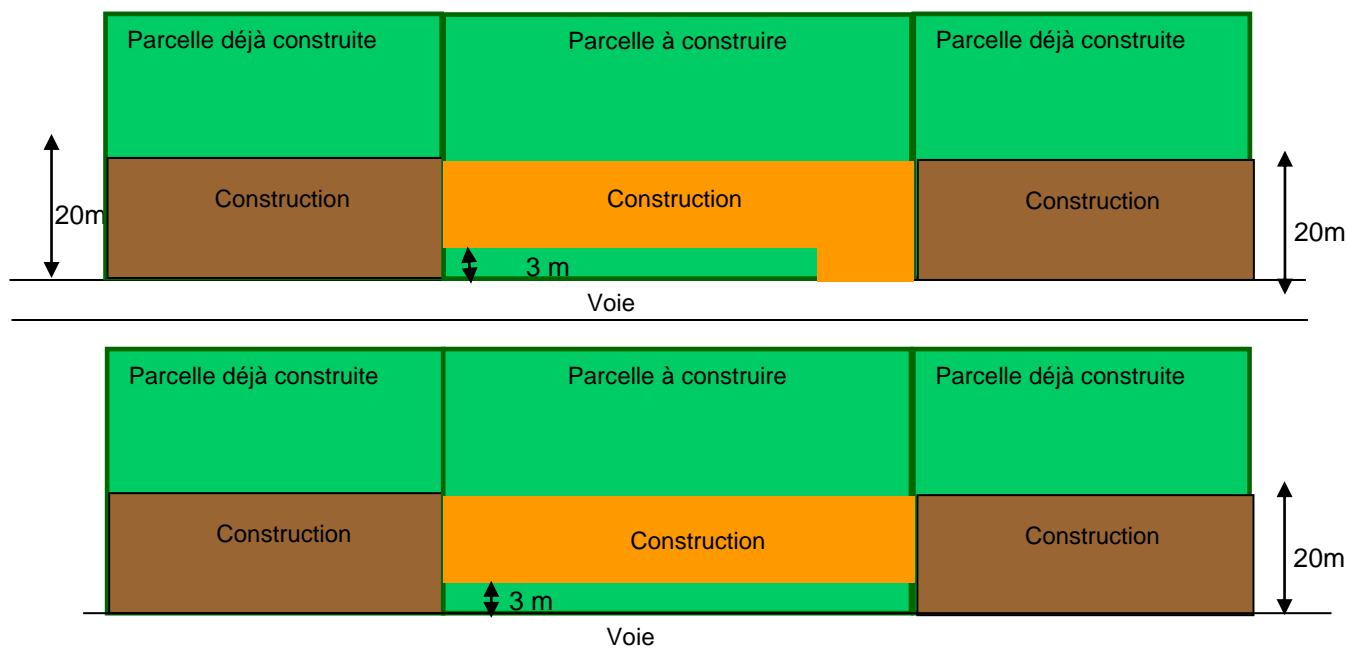 Parcelle déjà construite
Parcelle à construire
Parcelle déjà construite
Construction
Construction
Construction
20m
20m
3 m
Voie
Parcelle déjà construite
Parcelle à construire
Parcelle déjà construite
Construction
Construction
Construction
20m
3 m
Voie